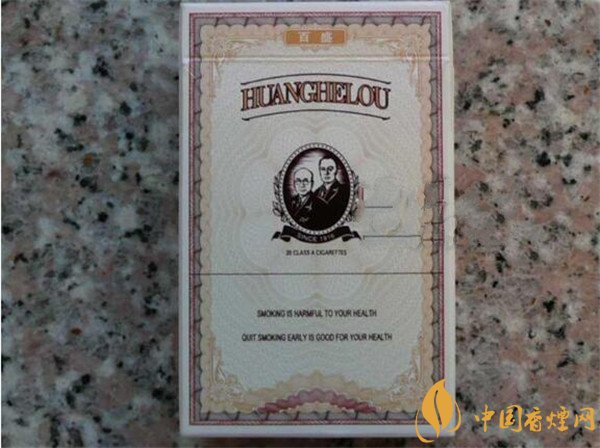 百盛
HUANGHELOU
SINCE 1916
20 CLASS A CIGARETTES
SMOKING IS HARMFUL TO YOUR HEALTH
QUIT SMOKING EARLY IS GOOD FOR YOUR HEALTH
中国香烟网